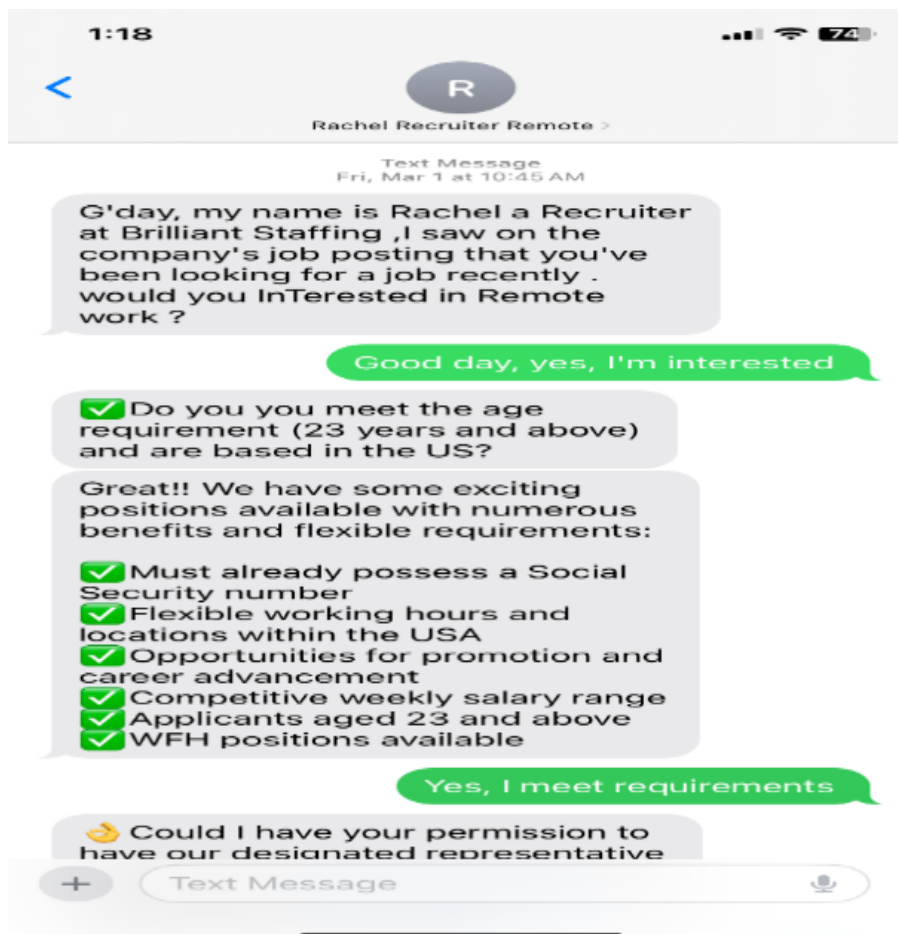 1:18
74
R
Rachel Recruiter Remote >
Text Message
Fri, Mar 1 at 10:45 AM
G'day, my name is Rachel a Recruiter
at Brilliant Staffing ,I saw on the
company's job posting that you've
been looking for a job recently .
would you InTerested in Remote
work ?
Good day, yes, I'm interested
✅Do you you meet the age
requirement (23 years and above)
and are based in the US?
Great!! We have some exciting
positions available with numerous
benefits and flexible requirements:
✅Must already possess a Social
Security number
✅Flexible working hours and
locations within the USA
✅Opportunities for promotion and
career advancement
✅Competitive weekly salary range
✅Applicants aged 23 and above
✅WFH positions available
Yes, I meet requirements
👌 Could I have your permission to
have our designated representative
Text Message